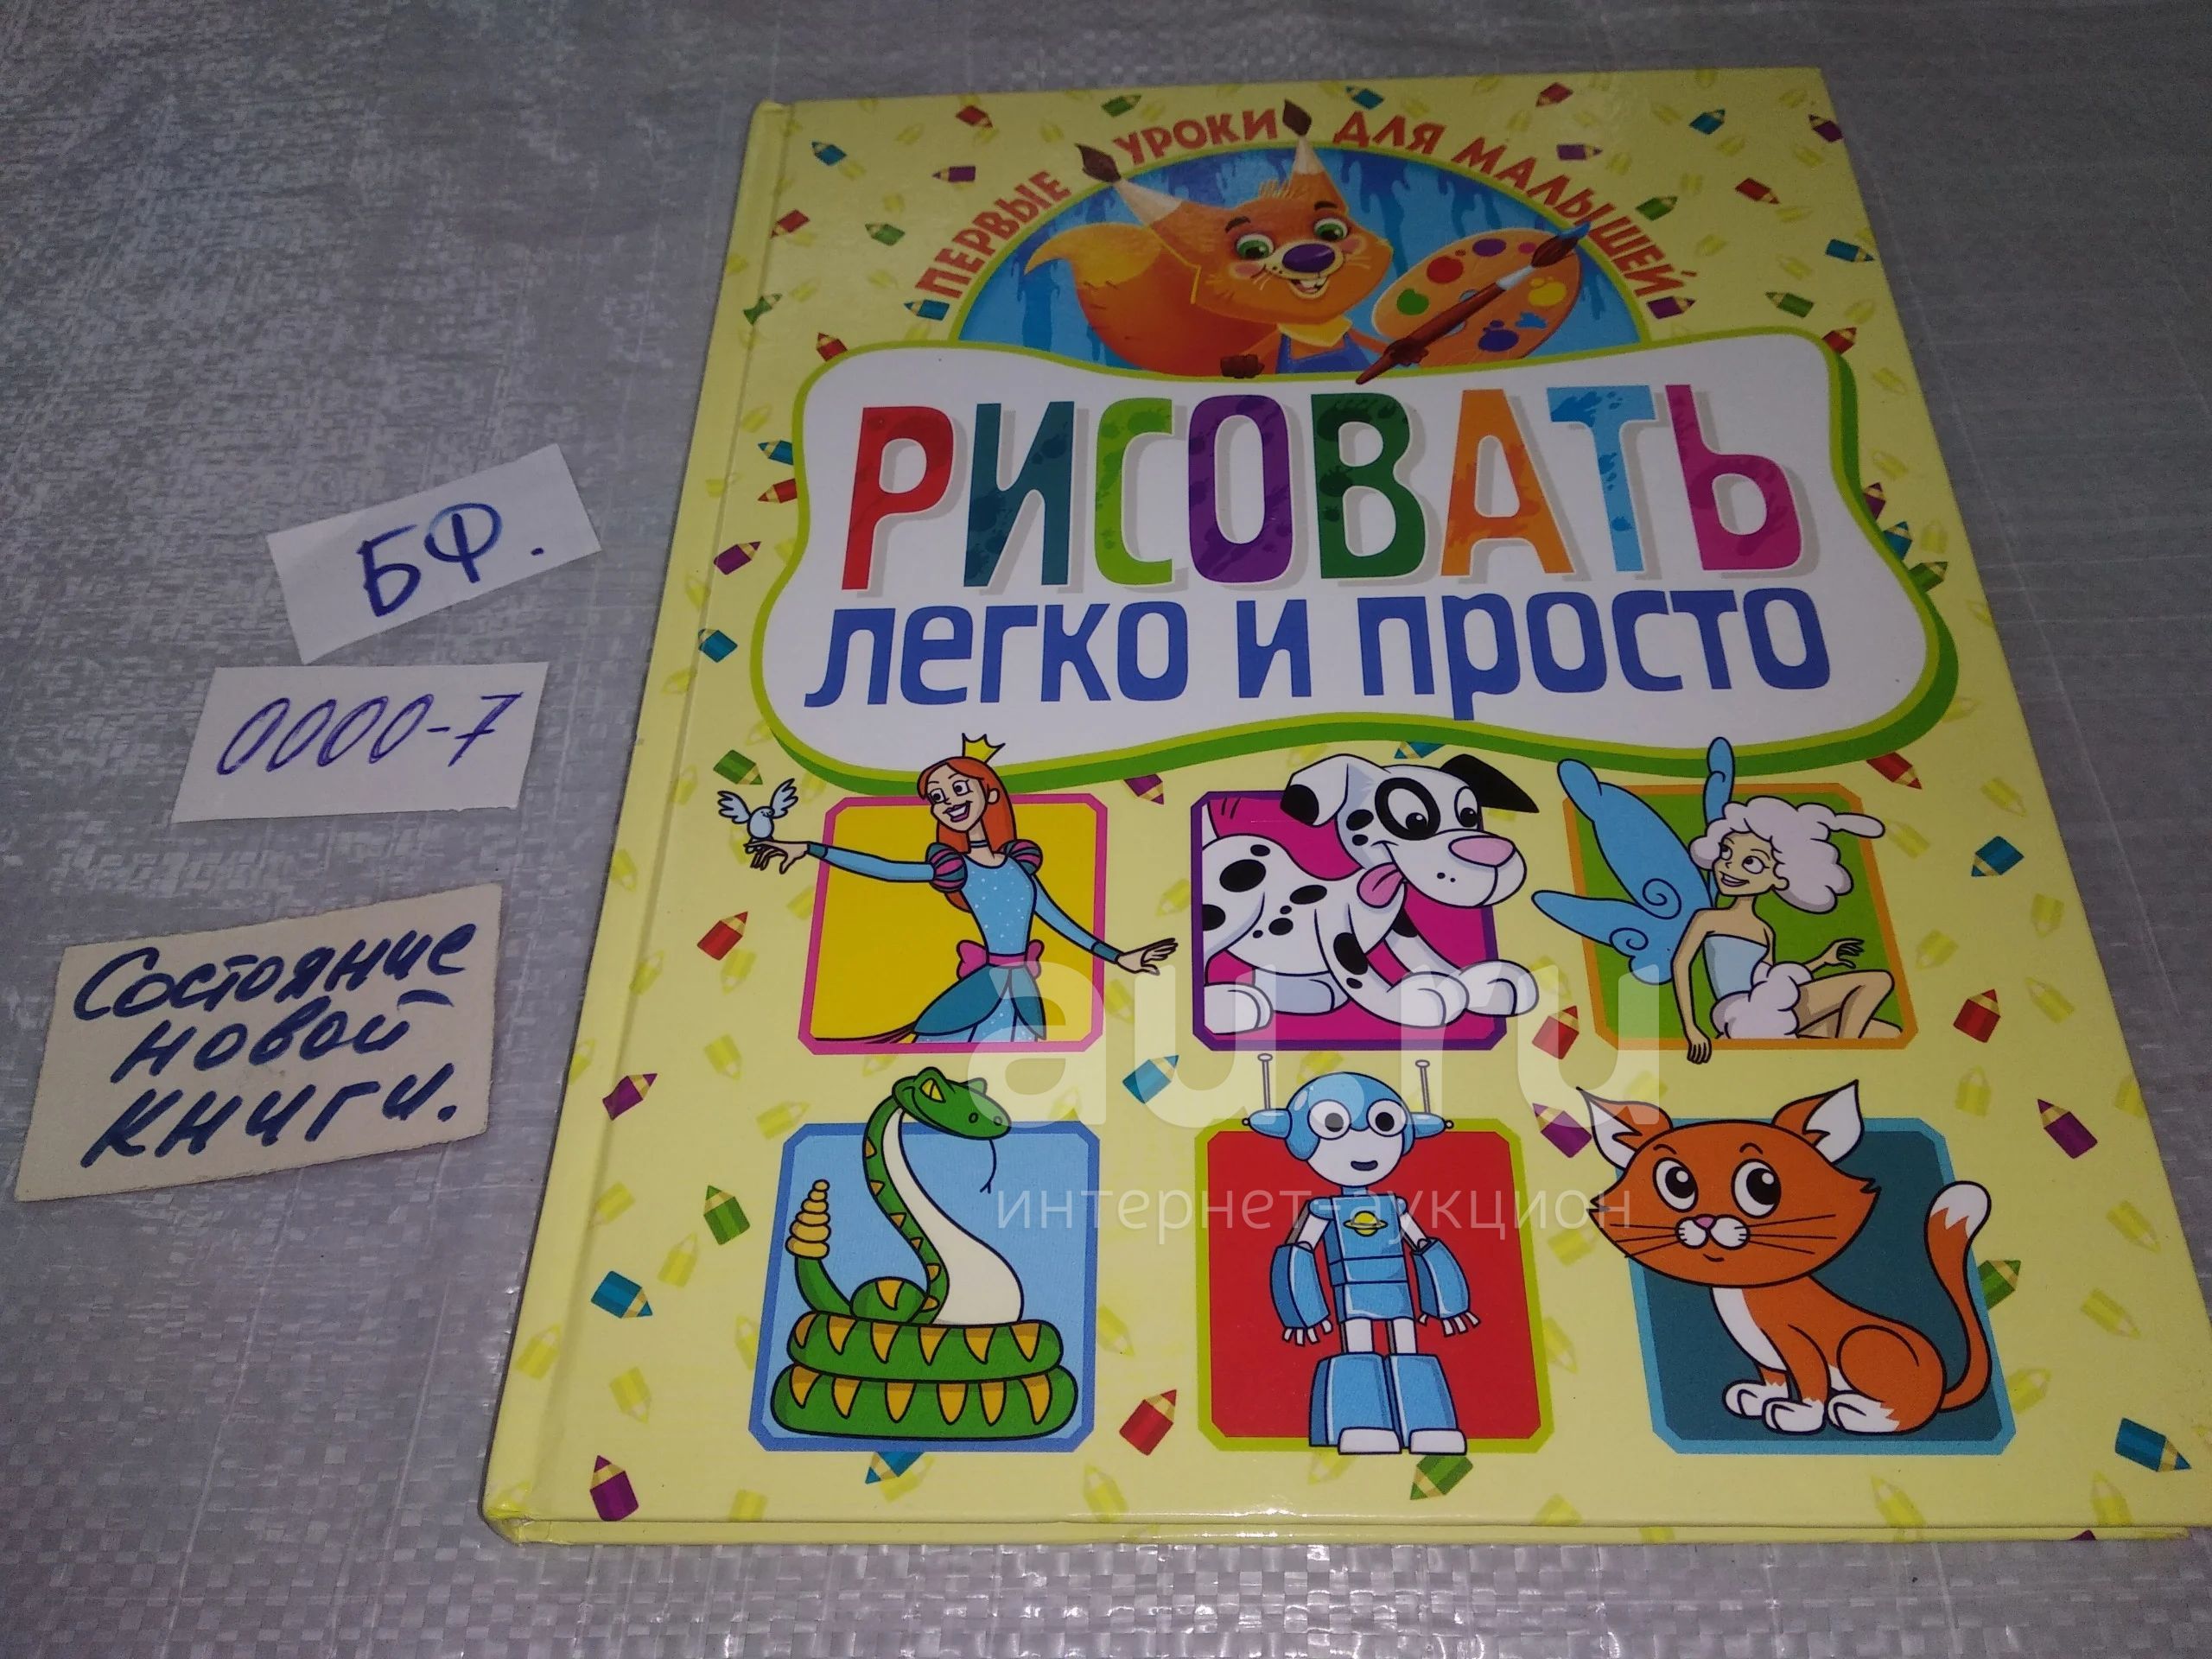 ПЕРВЫЕ УРОКИ ДЛЯ МАЛЫШЕЙ
РИСОВАТЬ
легко и просто
БФ.
0000-7
Состояние
новой
книги.
au.ru
интернет-аукцион